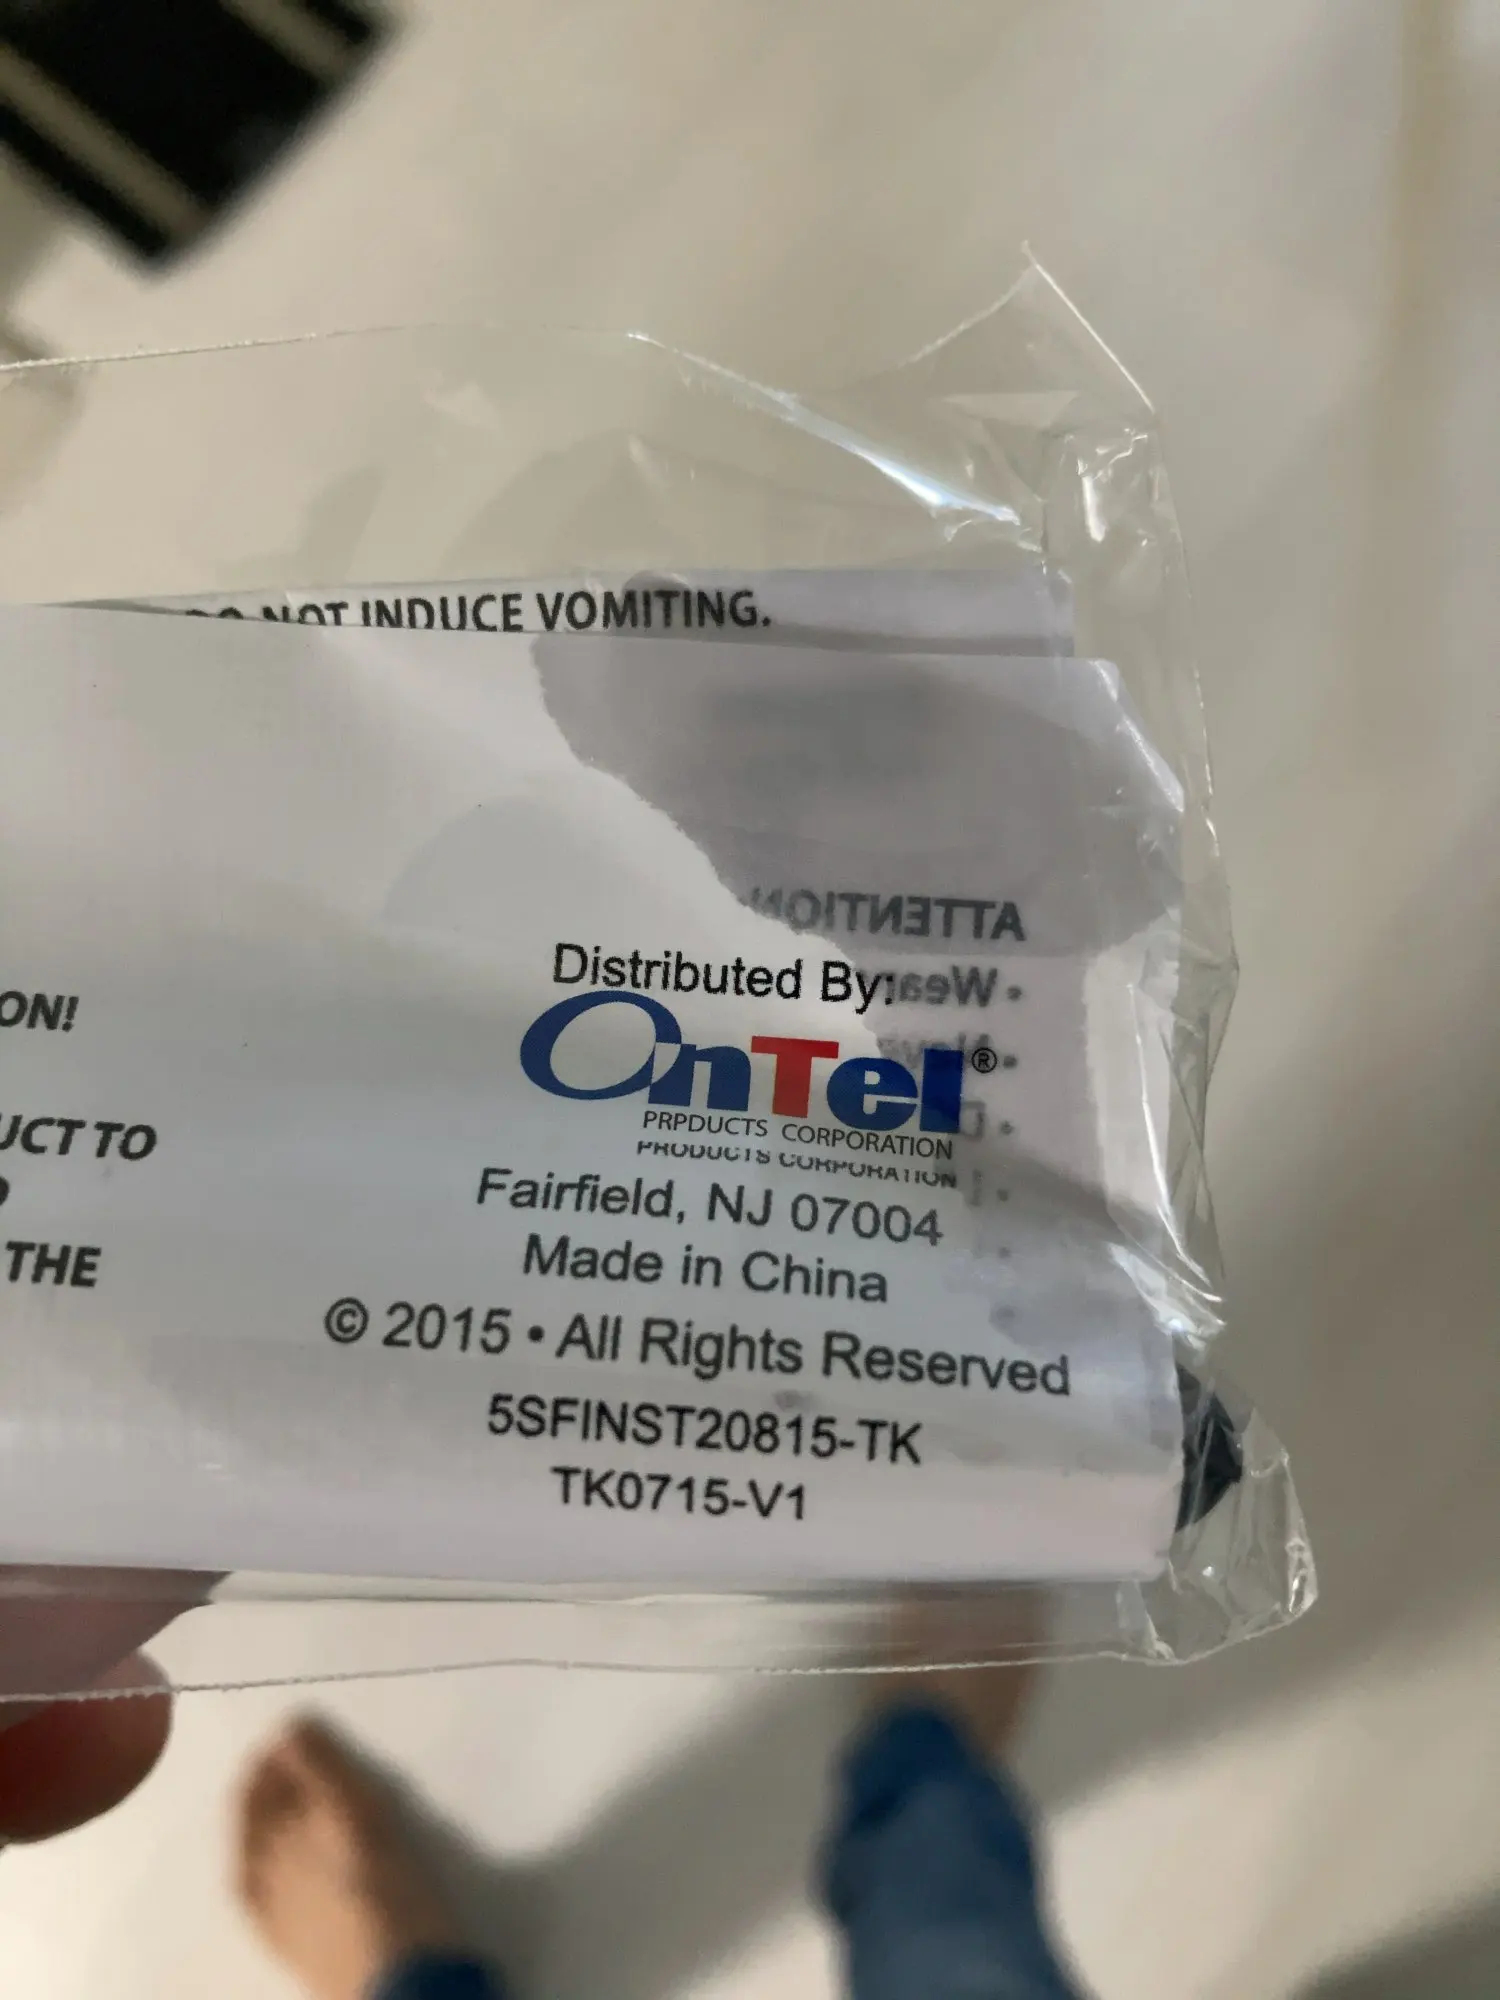 NOT INDUCE VOMITING.
ATTENTION
• Wear
Distributed By:
OnTel®
PRPDUCTS CORPORATION
PRODUCTS CORPORATION
Fairfield, NJ 07004
Made in China
© 2015 • All Rights Reserved
5SFINST20815-TK
TK0715-V1
ON!
UCT TO
THE